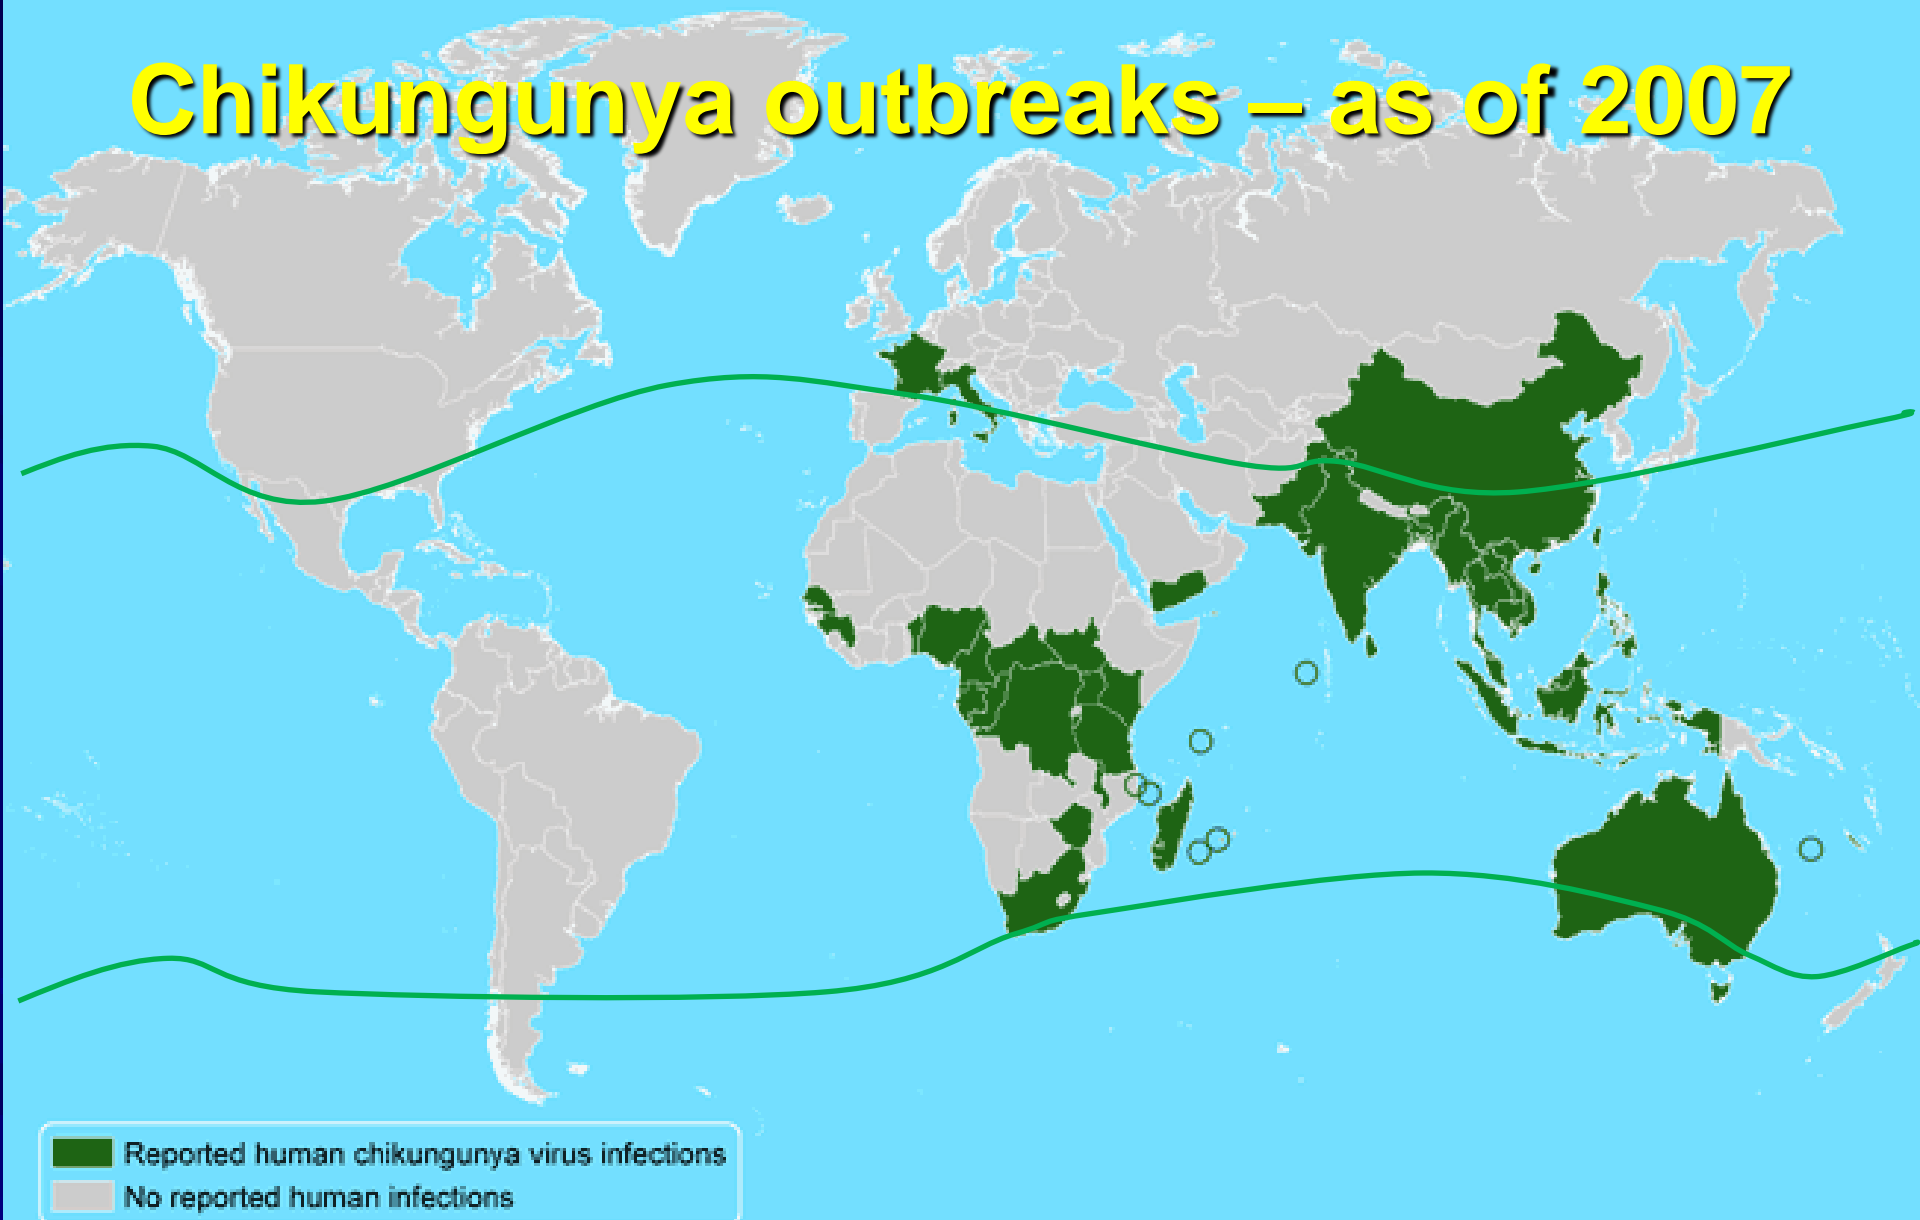 Chikungunya outbreaks – as of 2007
Reported human chikungunya virus infections
No reported human infections